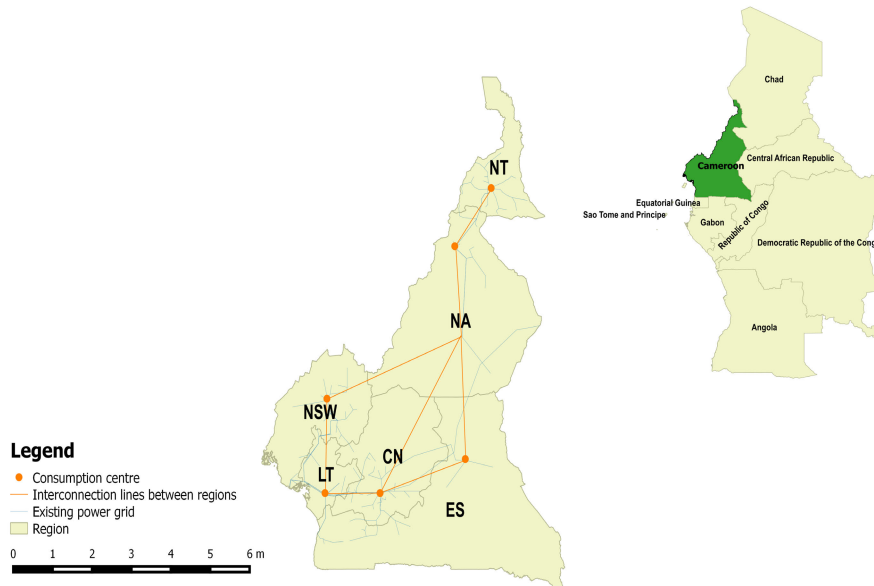 Chad
NT
Cameroon
Central African Republic
Equatorial Guinea
Sao Tome and Principe
Gabon
Republic of Congo
Democratic Republic of the Cong
NA
Angola
NSW
Legend
CN
LT
Consumption centre
Interconnection lines between regions
Existing power grid
ES
Region
0 1 2 3 4 5 6 m